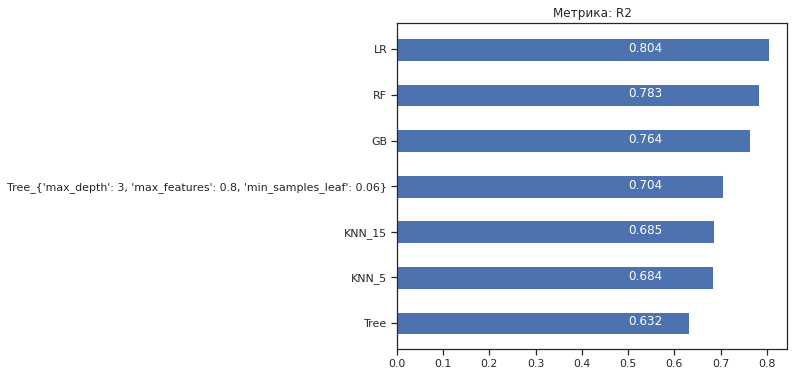 Метрика: R2
LR 0.804
RF 0.783
GB 0.764
Tree_{'max_depth': 3, 'max_features': 0.8, 'min_samples_leaf': 0.06} 0.704
KNN_15 0.685
KNN_5 0.684
Tree 0.632
0.0 0.1 0.2 0.3 0.4 0.5 0.6 0.7 0.8